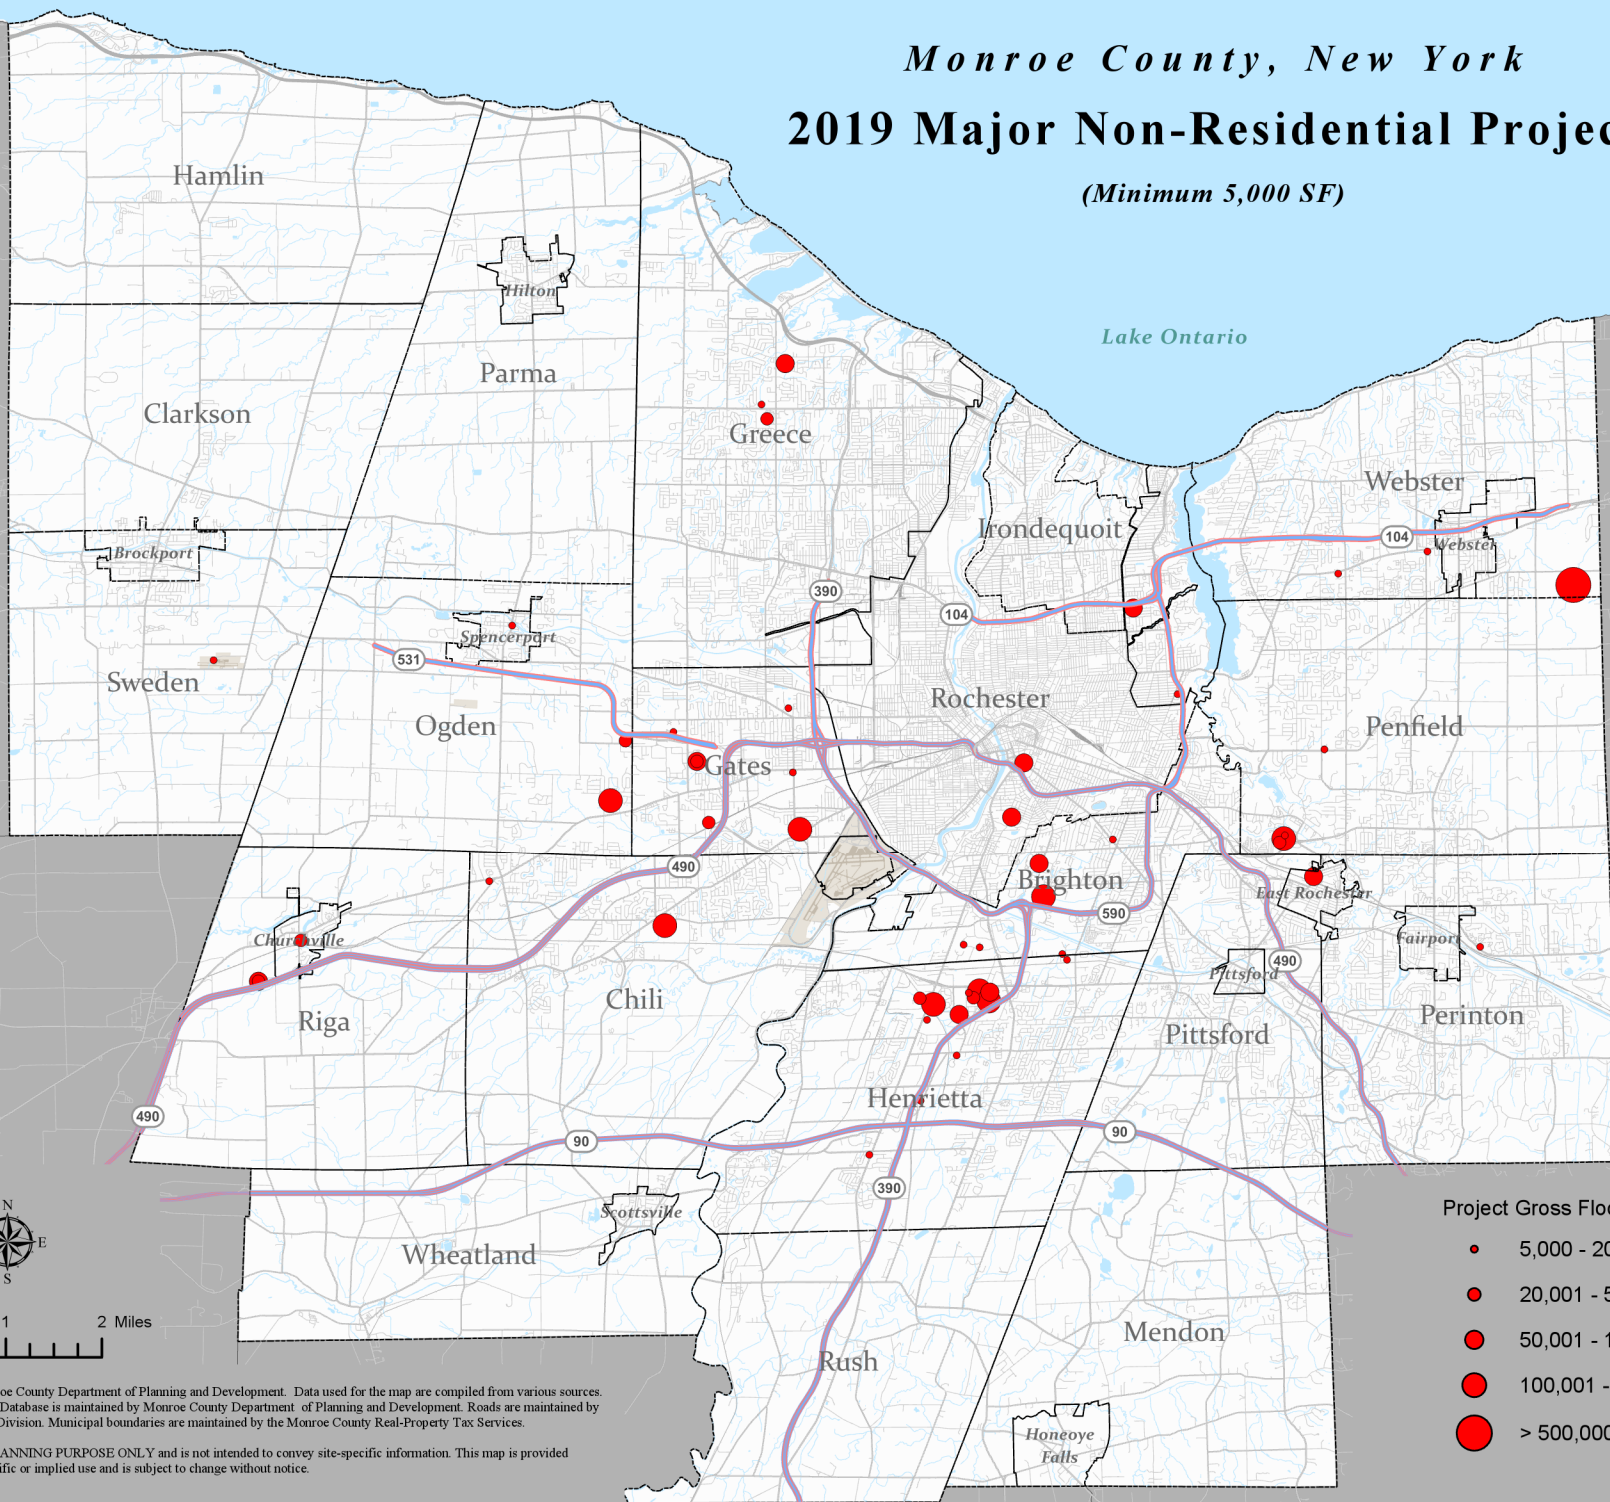 Monroe County, New York
2019 Major Non-Residential Projec
(Minimum 5,000 SF)
Hamlin
Hilton
Lake Ontario
Parma
Clarkson
Greece
Webster
Irondequoit
104
Webster
Brockport
390
104
Spencerport
531
Sweden
Rochester
Ogden
Penfield
Gates
490
Brighton
East Rochester
590
Churchville
Fairport
490
Pittsford
Chili
Riga
Perinton
Pittsford
Henrietta
490
90
90
390
Scottsville
Wheatland
Mendon
Rush
Honeoye
Falls
N
E
S
1 2 Miles
oe County Department of Planning and Development. Data used for the map are compiled from various sources.
Database is maintained by Monroe County Department of Planning and Development. Roads are maintained by
Division. Municipal boundaries are maintained by the Monroe County Real-Property Tax Services.
ANNING PURPOSE ONLY and is not intended to convey site-specific information. This map is provided
ific or implied use and is subject to change without notice.
Project Gross Floo
5,000 - 20
20,001 - 5
50,001 - 1
100,001 -
> 500,000